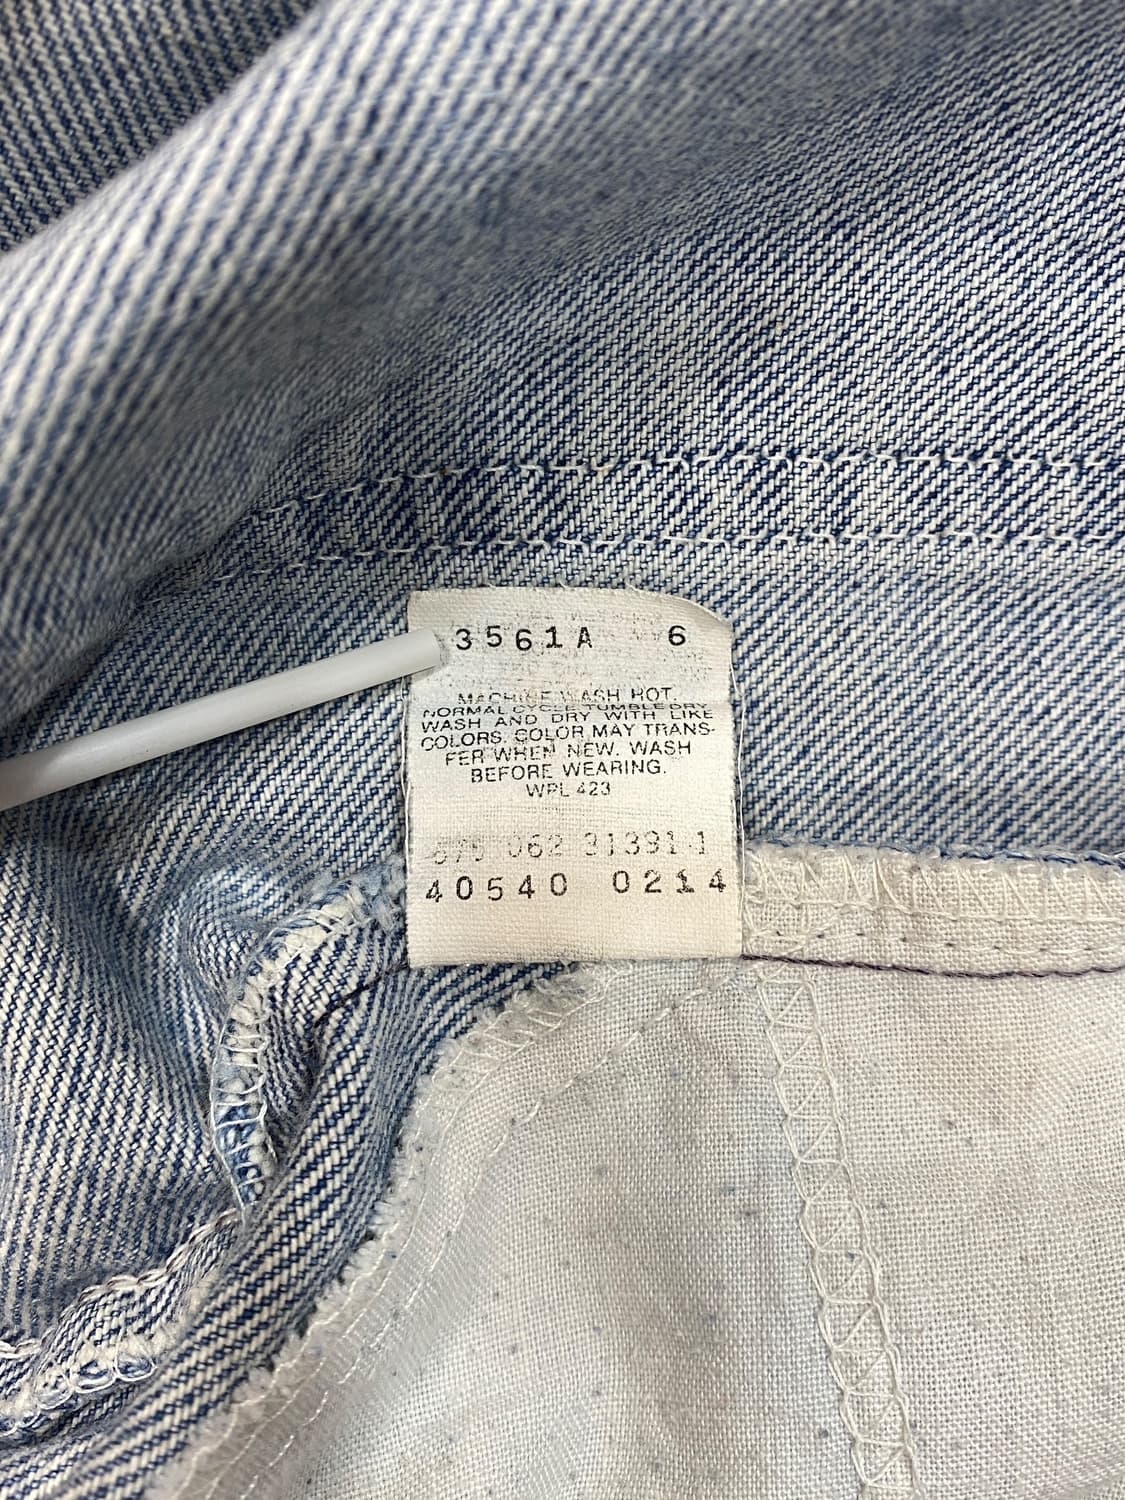 3561A 6
MACHINE WASH HOT.
NORMAL CYCLE TUMBLE DRY
WASH AND DRY WITH LIKE
COLORS. COLOR MAY TRANS-
FER WHEN NEW. WASH
BEFORE WEARING.
WPL 423
062 31391 1
40540 0214